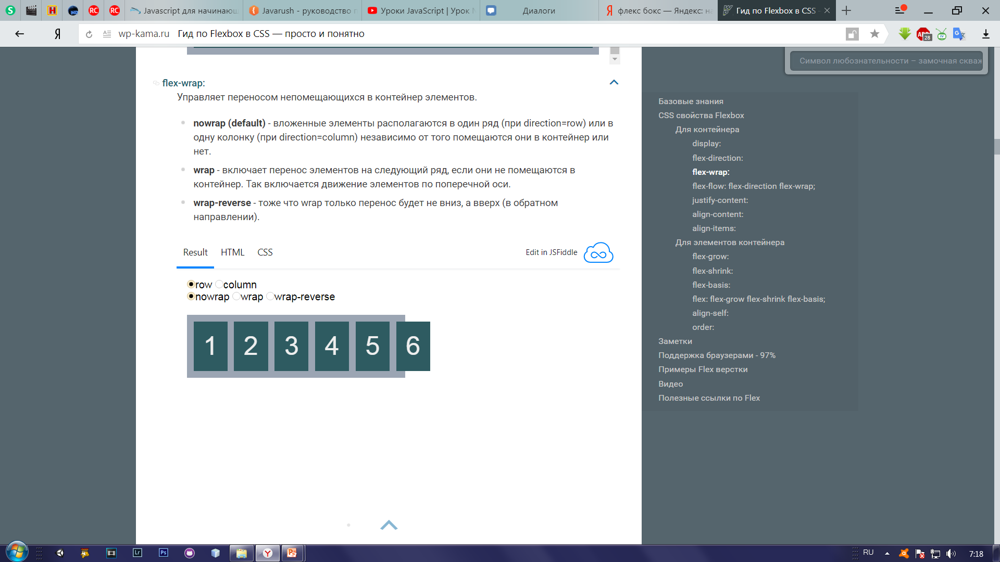 Javascript для начинающ
Javarush - руководство п
Уроки JavaScript | Урок
Диалоги
флекс бокс — Яндекс: на
Гид по Flexbox в CSS -
wp-kama.ru Гид по Flexbox в CSS — просто и понятно
28
Символ любознательности – замочная скваж
flex-wrap:
Управляет переносом непомещающихся в контейнер элементов.
nowrap (default) - вложенные элементы располагаются в один ряд (при direction=row) или в
одну колонку (при direction=column) независимо от того помещаются они в контейнер или
нет.
wrap - включает перенос элементов на следующий ряд, если они не помещаются в
контейнер. Так включается движение элементов по поперечной оси.
wrap-reverse - тоже что wrap только перенос будет не вниз, а вверх (в обратном
направлении).
Result HTML CSS
Edit in JSFiddle
row column
nowrap wrap wrap-reverse
1 2 3 4 5 6
Базовые знания
CSS свойства Flexbox
Для контейнера
display:
flex-direction:
flex-wrap:
flex-flow: flex-direction flex-wrap;
justify-content:
align-content:
align-items:
Для элементов контейнера
flex-grow:
flex-shrink:
flex-basis:
flex: flex-grow flex-shrink flex-basis;
align-self:
order:
Заметки
Поддержка браузерами - 97%
Примеры Flex верстки
Видео
Полезные ссылки по Flex
Lr
Ps
RU
7:18